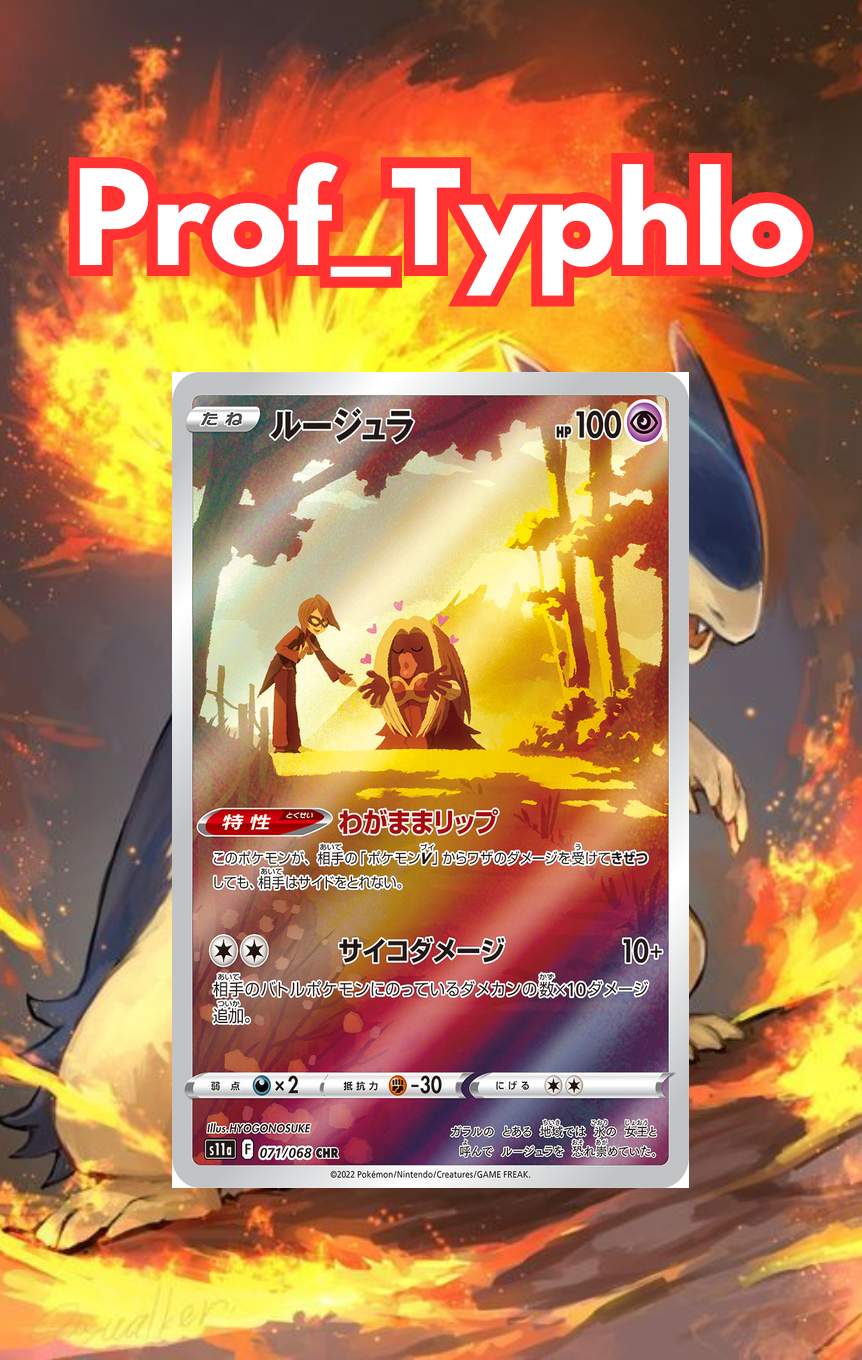 Prof_Typhlo
たね ルージュラ HP 100
特性 とくせい わがままリップ
このポケモンが、相手の「ポケモンV」からワザのダメージを受けてきぜつ
しても、相手はサイドをとれない。
サイコダメージ 10+
相手のバトルポケモンにのっているダメカンの数×10ダメージ
追加。
弱点 ×2 抵抗力 -30 にげる
Illus. HYOGONOSUKE
ガラルの とある 地域では 氷の 女王と
呼んで ルージュラを 恐れ崇めていた。
s11a F 071/068 CHR
©2022 Pokémon/Nintendo/Creatures/GAME FREAK.